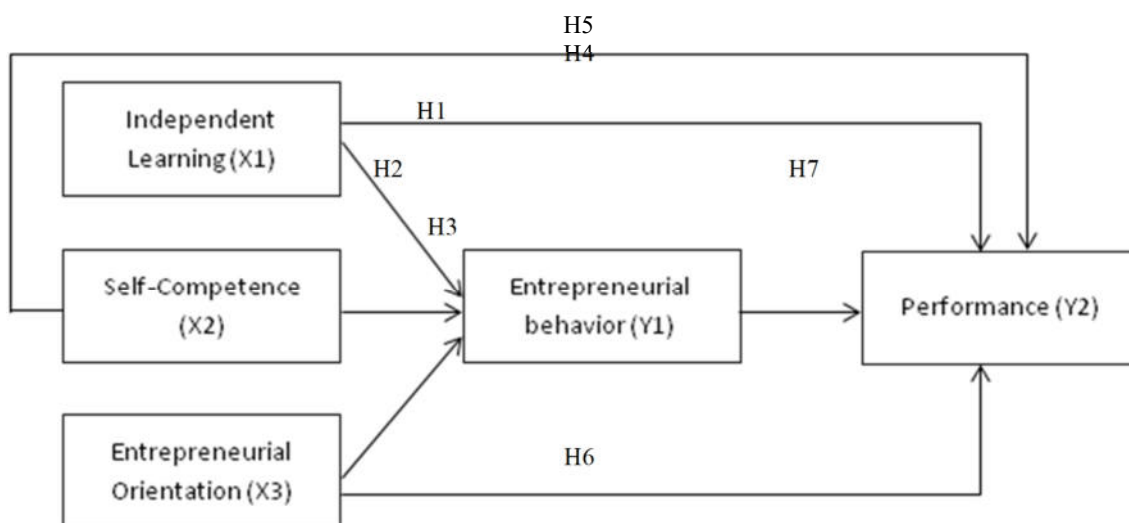 H5
H4
Independent
Learning (X1)
H1
H2
H7
H3
Self-Competence
(X2)
Entrepreneurial
behavior (Y1)
Performance (Y2)
Entrepreneurial
Orientation (X3)
H6